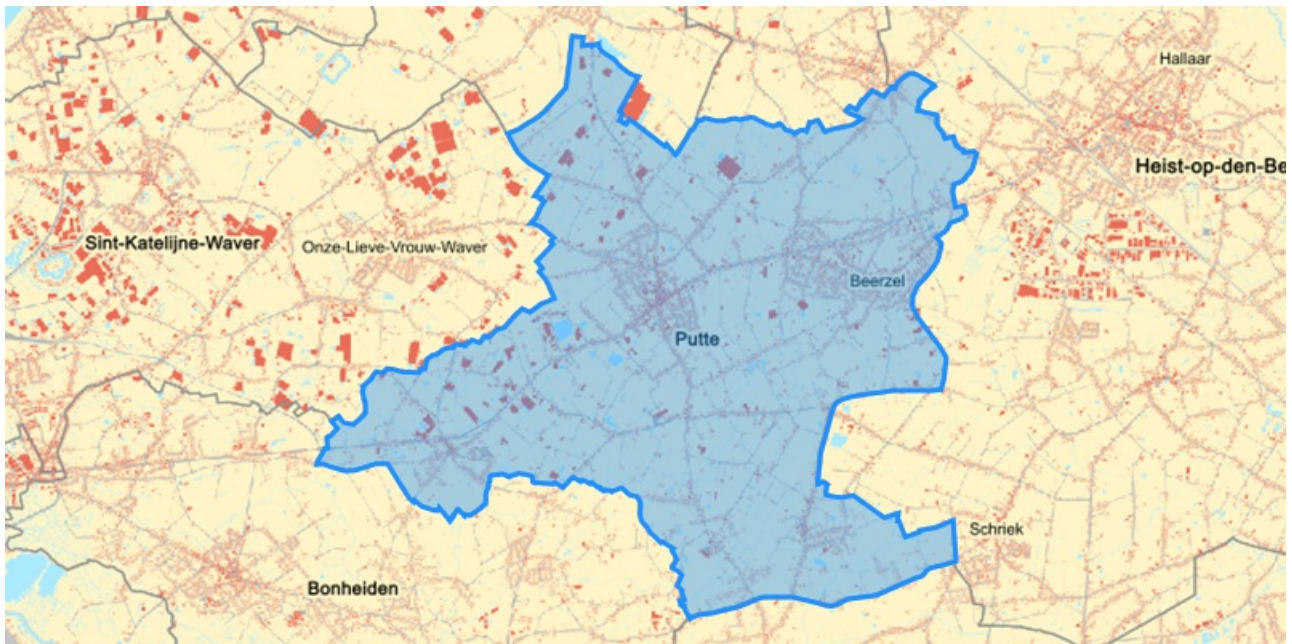 Hallaar
Heist-op-den-Be
Sint-Katelijne-Waver
Onze-Lieve-Vrouw-Waver
Beerzel
Putte
Schriek
Bonheiden